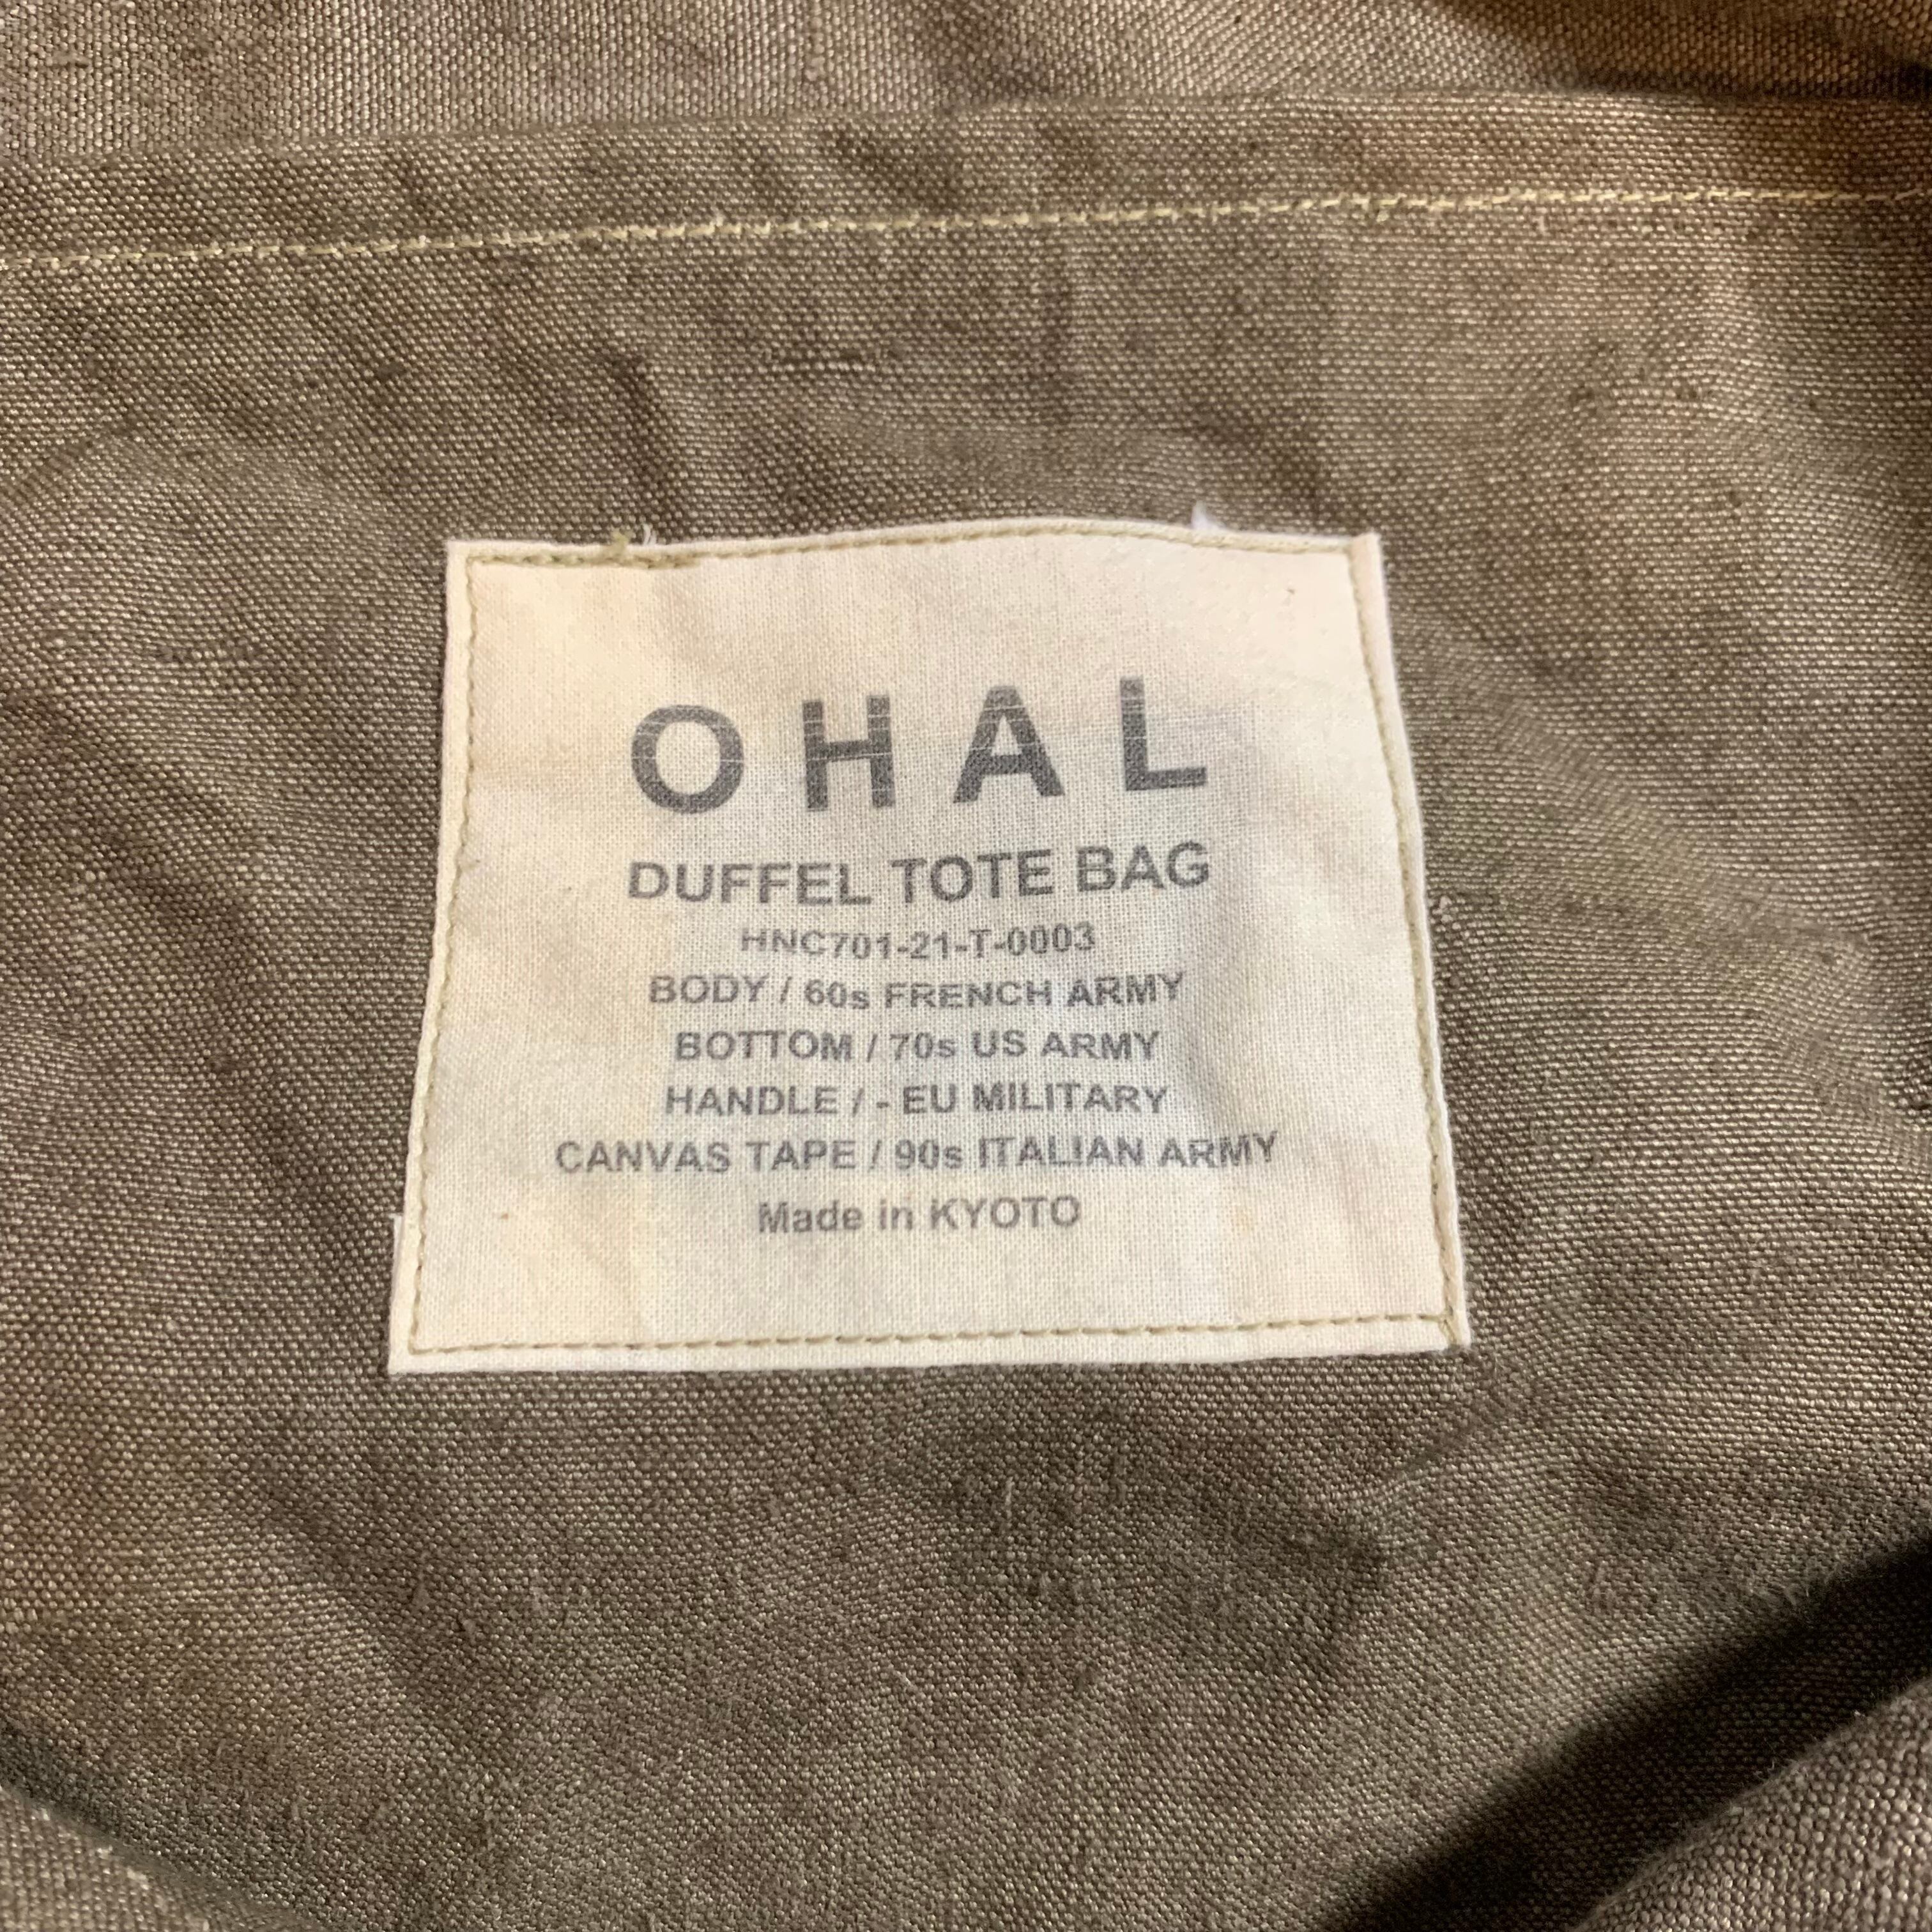 OHAL
DUFFEL TOTE BAG
HNC701-21-T-0003
BODY / 60s FRENCH ARMY
BOTTOM / 70s US ARMY
HANDLE / - EU MILITARY
CANVAS TAPE / 90s ITALIAN ARMY
Made in KYOTO